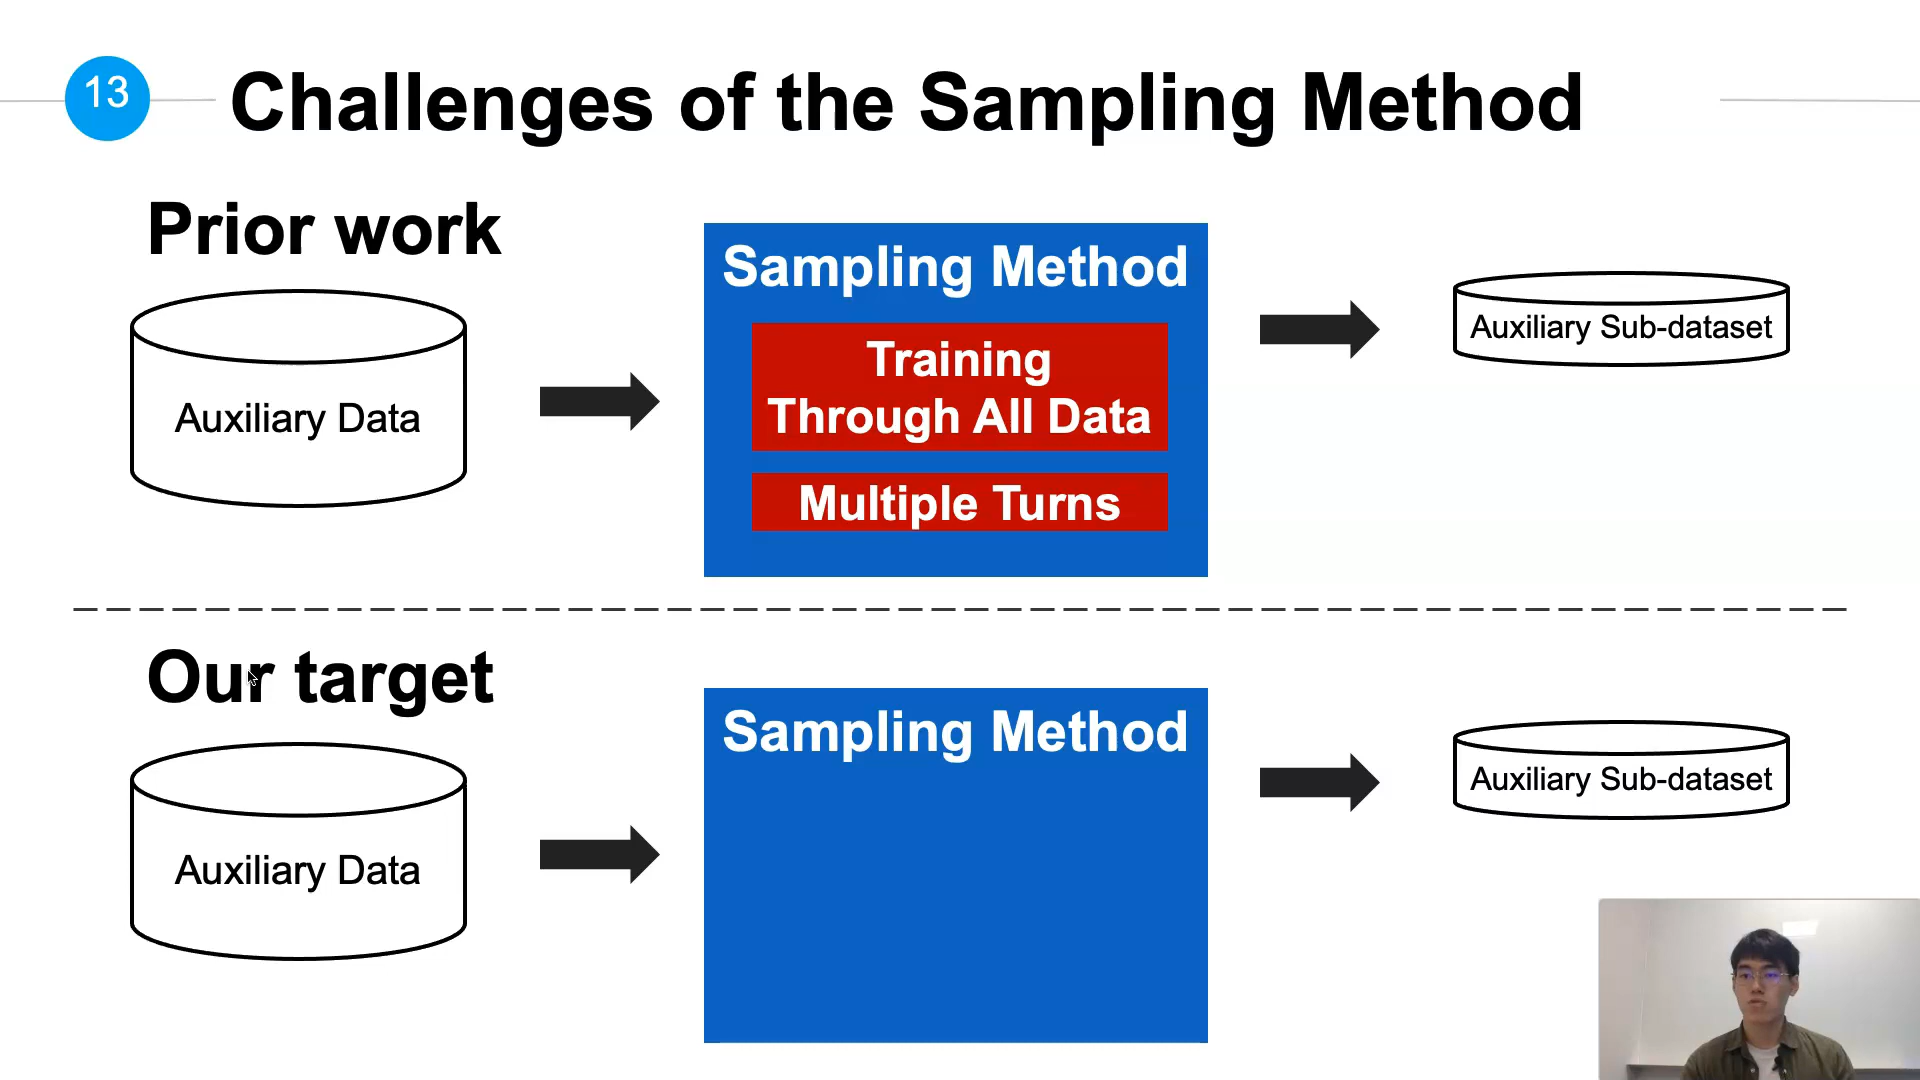 13
Challenges of the Sampling Method
Prior work
Auxiliary Data
Sampling Method
Training
Through All Data
Multiple Turns
Auxiliary Sub-dataset
Our target
Auxiliary Data
Sampling Method
Auxiliary Sub-dataset